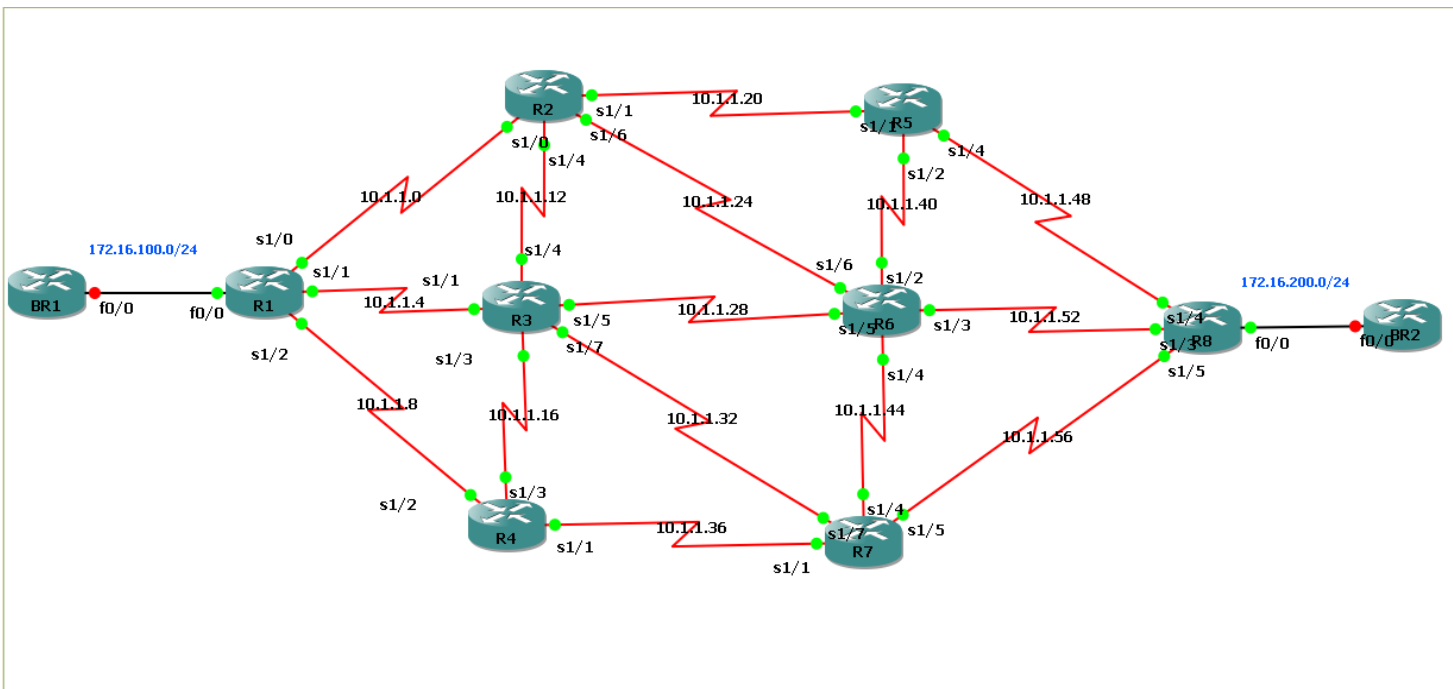 R2
s1/1
10.1.1.20
s1/1
R5
s1/0
s1/6
s1/4
s1/4
s1/2
10.1.1.0
10.1.1.12
10.1.1.24
10.1.1.40
10.1.1.48
172.16.100.0/24
s1/0
s1/4
s1/6
s1/1
s1/1
s1/2
172.16.200.0/24
BR1
f0/0
f0/0
R1
10.1.1.4
R3
s1/5
10.1.1.28
s1/5
R6
s1/3
10.1.1.52
s1/4
s1/3
R8
f0/0
f0/0
BR2
s1/2
s1/3
s1/7
s1/4
s1/5
10.1.1.8
10.1.1.16
10.1.1.32
10.1.1.44
10.1.1.56
s1/2
s1/3
R4
s1/1
10.1.1.36
s1/4
s1/7
R7
s1/5
s1/1